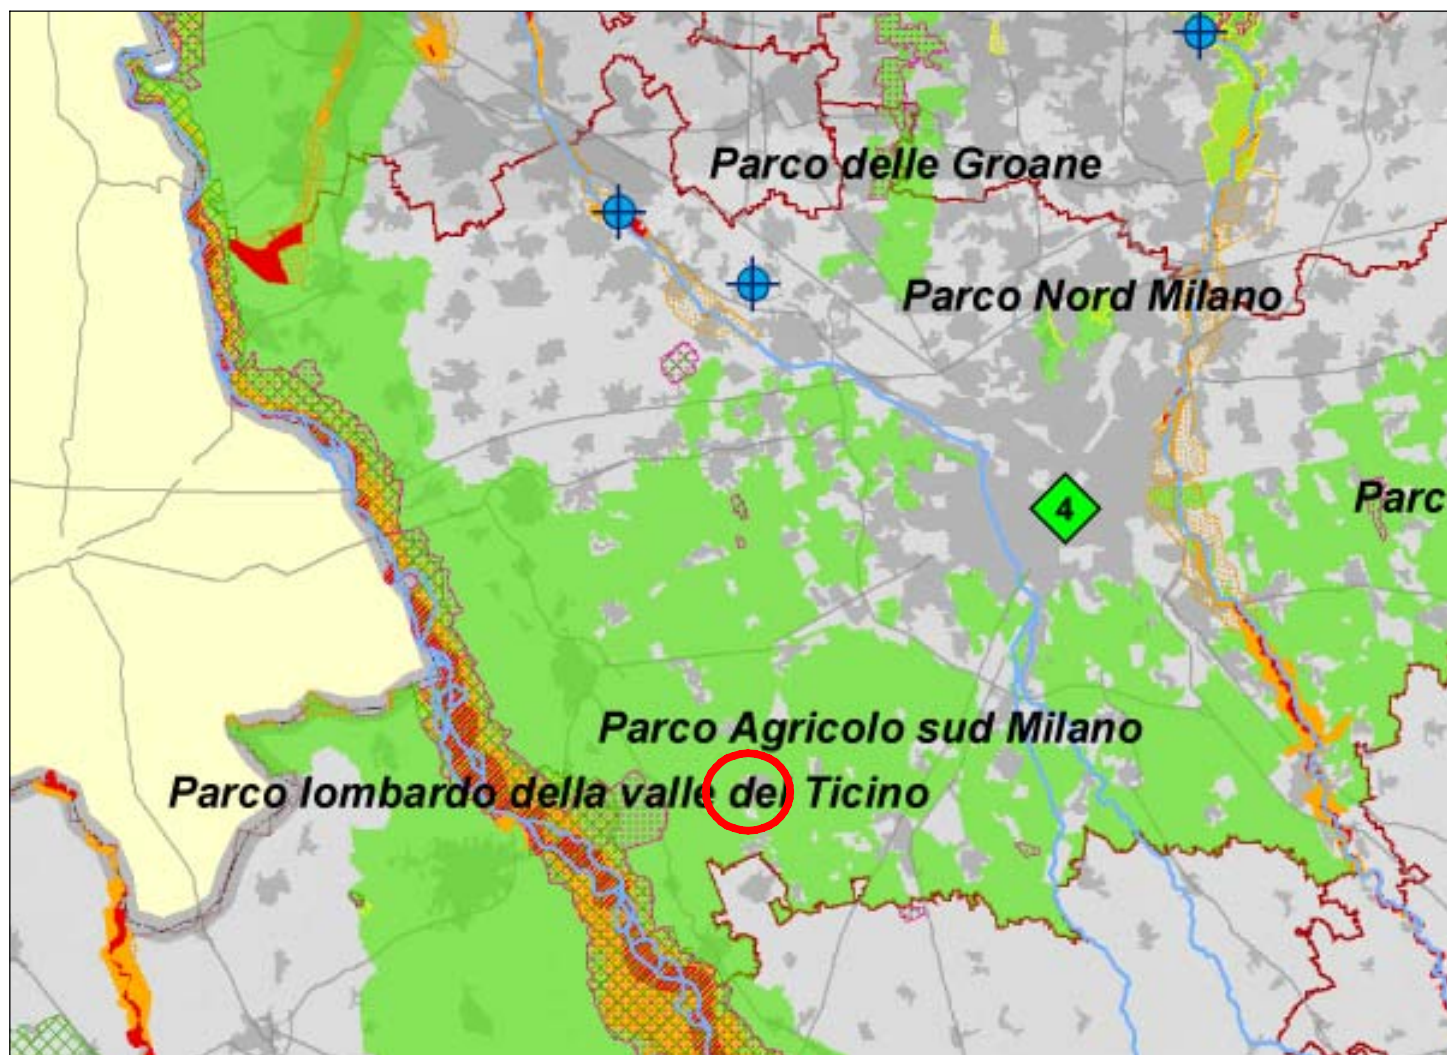 Parco delle Groane
Parco Nord Milano
4
Parc
Parco Agricolo sud Milano
Parco lombardo della valle del Ticino